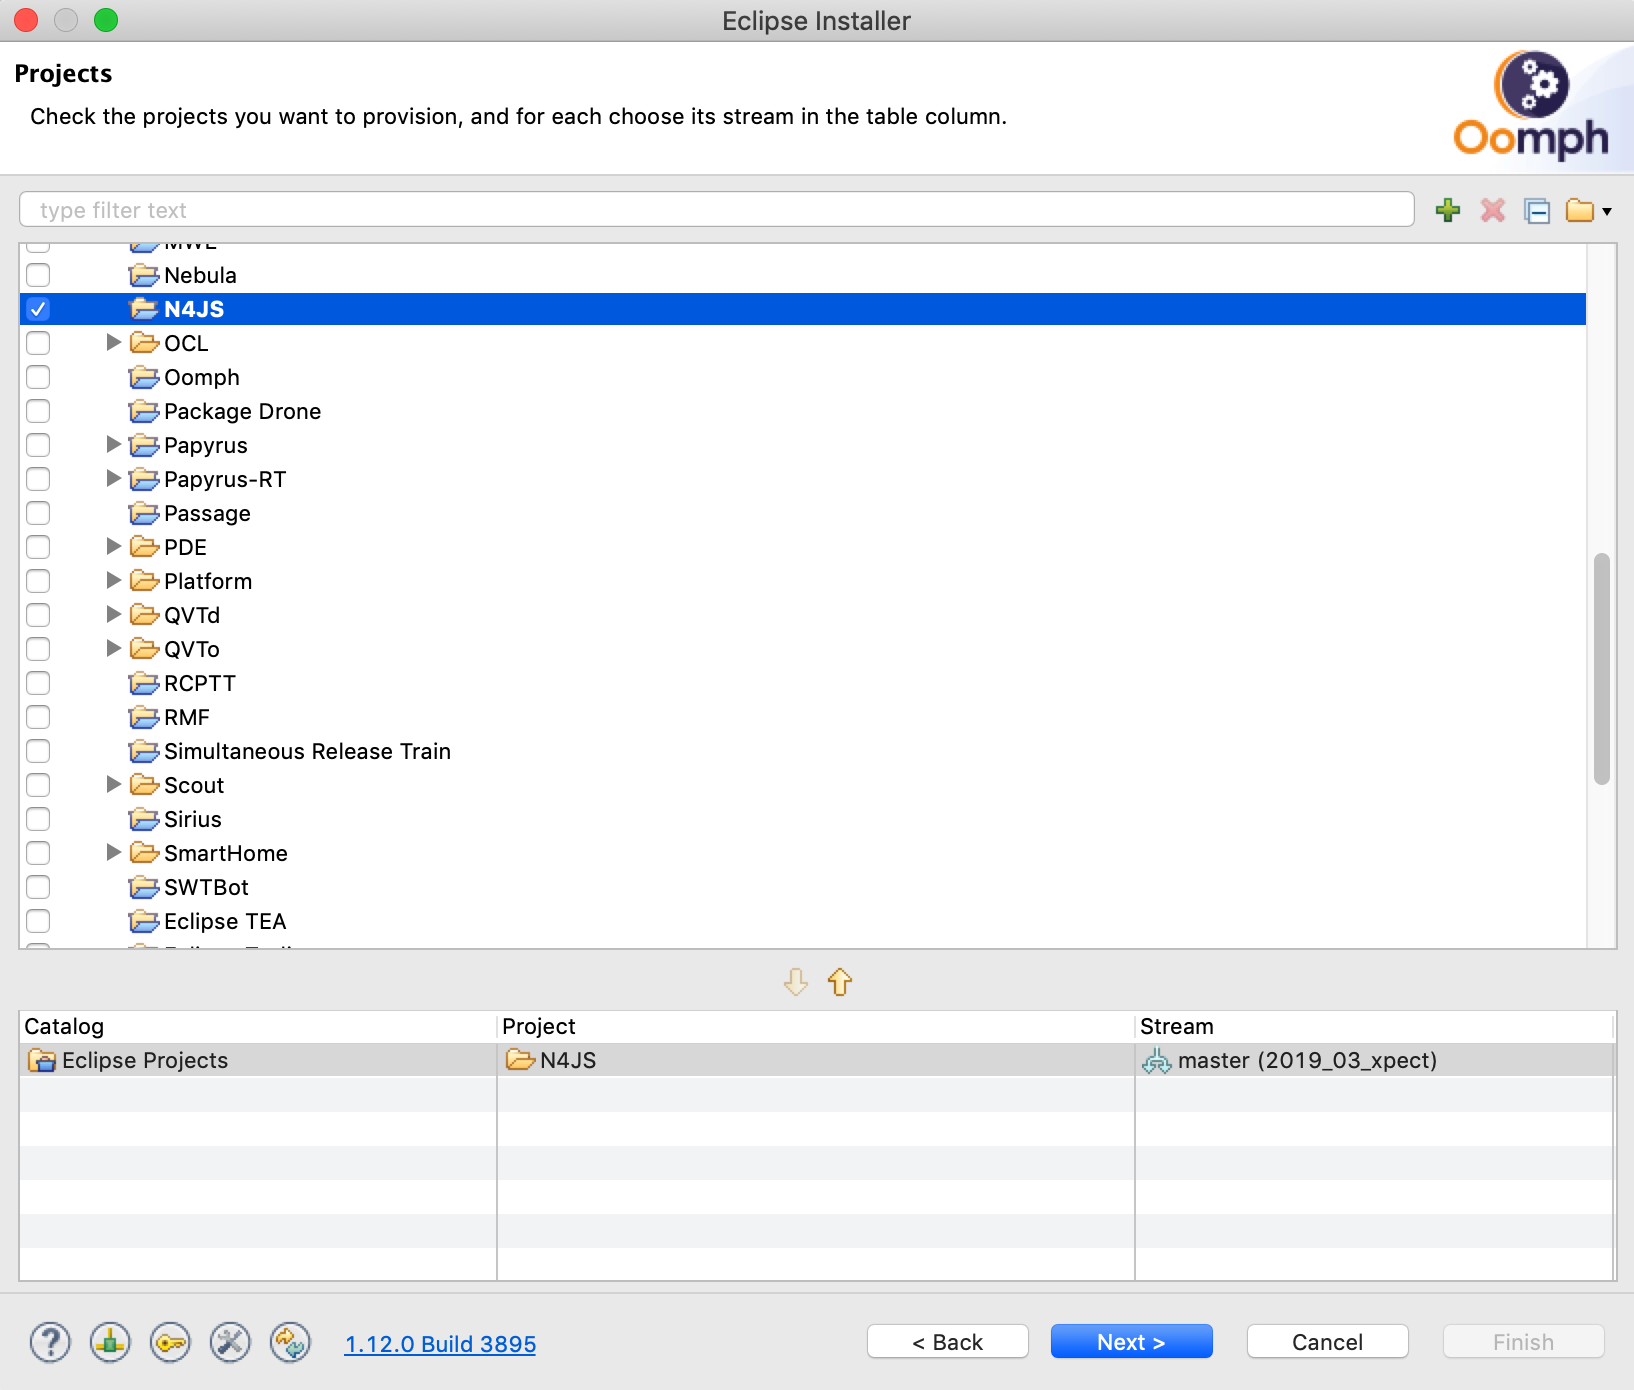 Eclipse Installer
Projects
Check the projects you want to provision, and for each choose its stream in the table column.
Oomph
type filter text
MWE
Nebula
N4JS
OCL
Oomph
Package Drone
Papyrus
Papyrus-RT
Passage
PDE
Platform
QVTd
QVTo
RCPTT
RMF
Simultaneous Release Train
Scout
Sirius
SmartHome
SWTBot
Eclipse TEA
Catalog Project Stream
Eclipse Projects N4JS master (2019_03_xpect)
1.12.0 Build 3895 < Back Next > Cancel Finish